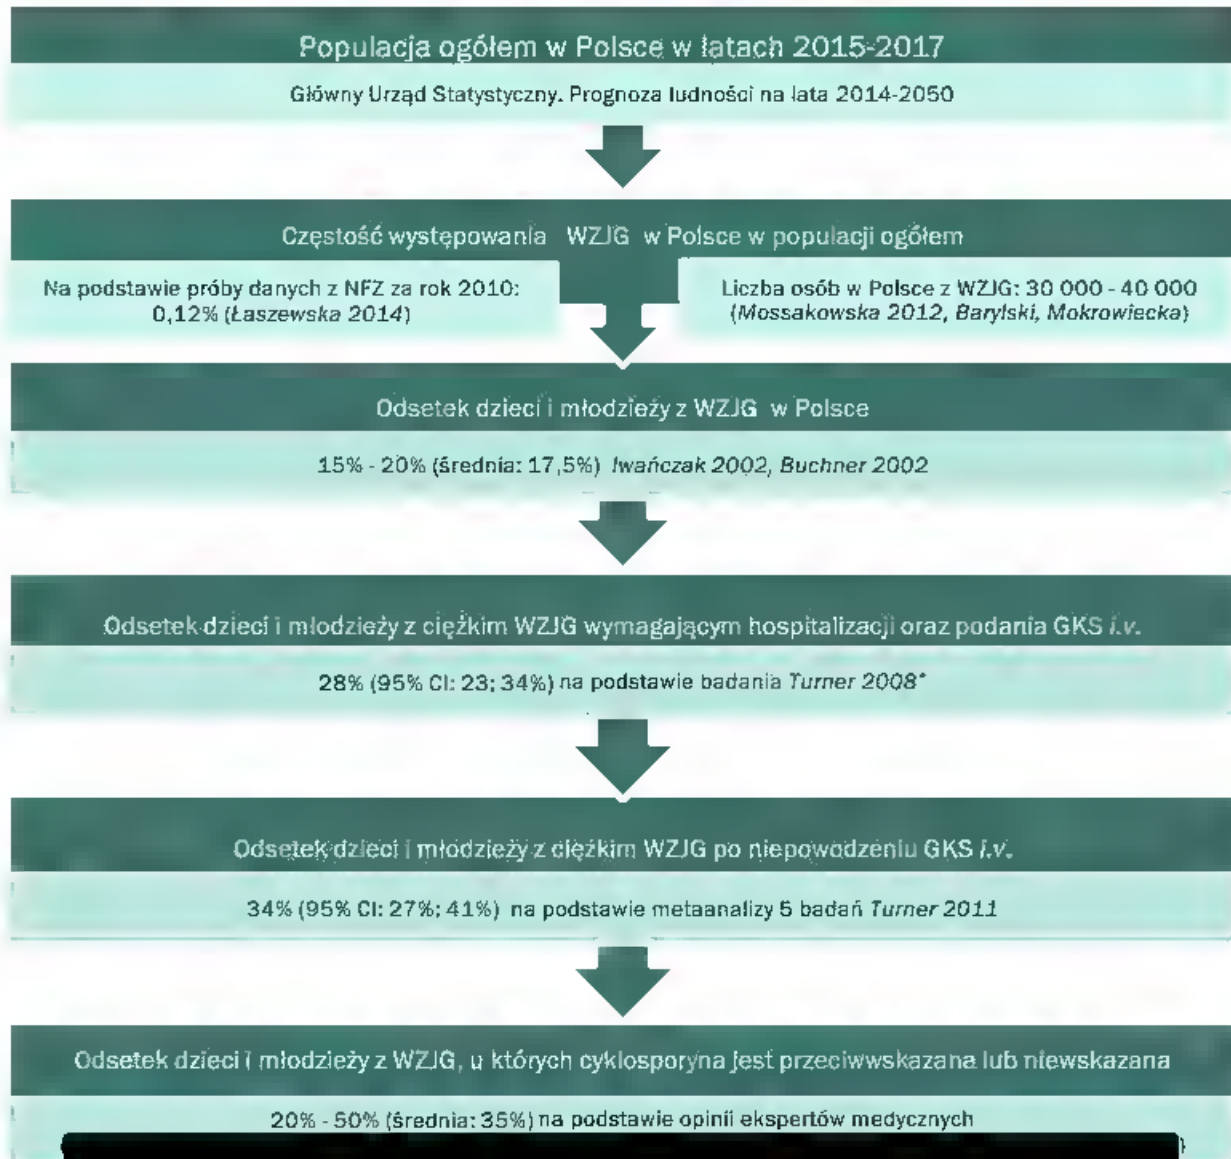 Populacja ogółem w Polsce w latach 2015-2017
Główny Urząd Statystyczny. Prognoza ludności na lata 2014-2050
Częstość występowania WZJG w Polsce w populacji ogółem
Na podstawie próby danych z NFZ za rok 2010:
0,12% (Łaszewska 2014)
Liczba osób w Polsce z WZJG: 30 000 - 40 000
(Mossakowska 2012, Barylski, Mokrowiecka)
Odsetek dzieci i młodzieży z WZJG w Polsce
15% - 20% (średnia: 17,5%) Iwańczak 2002, Buchner 2002
Odsetek dzieci i młodzieży z ciężkim WZJG wymagającym hospitalizacji oraz podania GKS i.v.
28% (95% CI: 23; 34%) na podstawie badania Turner 2008*
Odsetek dzieci i młodzieży z ciężkim WZJG po niepowodzeniu GKS i.v.
34% (95% CI: 27%; 41%) na podstawie metaanalizy 5 badań Turner 2011
Odsetek dzieci i młodzieży z WZJG, u których cyklosporyna jest przeciwwskazana lub niewskazana
20% - 50% (średnia: 35%) na podstawie opinii ekspertów medycznych
)